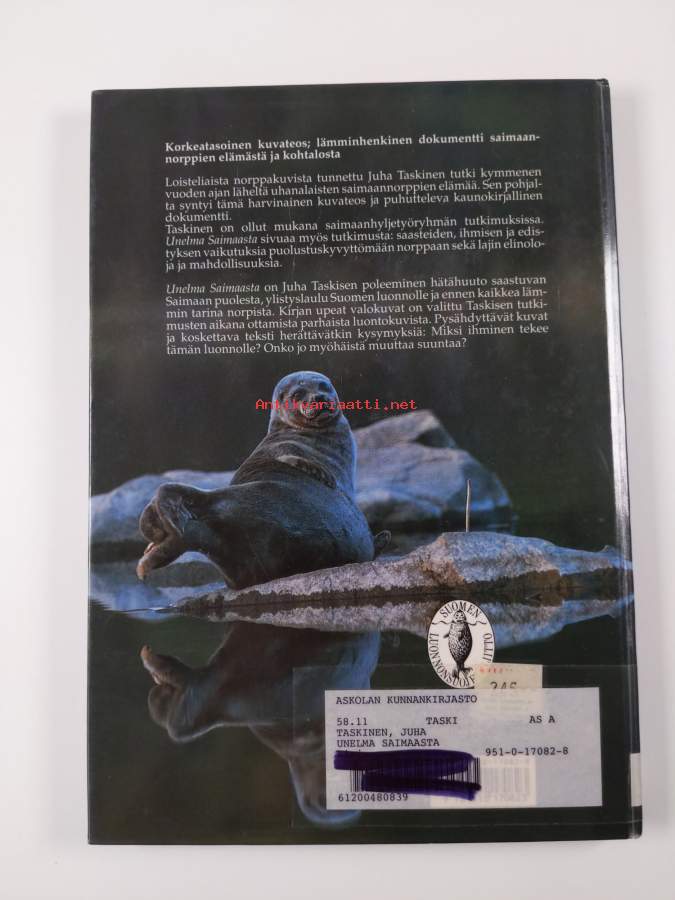 Korkeatasoinen kuvateos; lämminhenkinen dokumentti saimaan-
norppien elämästä ja kohtalosta
Loisteliaista norppakuvista tunnettu Juha Taskinen tutki kymmenen
vuoden ajan läheltä uhanalaisten saimaannorppien elämää. Sen pohjal-
ta syntyi tämä harvinainen kuvateos ja puhutteleva kaunokirjallinen
dokumentti.
Taskinen on ollut mukana saimaanhyljetyöryhmän tutkimuksissa.
Unelma Saimaasta sivuaa myös tutkimusta: saasteiden, ihmisen ja edis-
tyksen vaikutuksia puolustuskyvyttömään norppaan sekä lajin elinolo-
ja ja mahdollisuuksia.
Unelma Saimaasta on Juha Taskisen poleeminen hätähuuto saastuvan
Saimaan puolesta, ylistyslaulu Suomen luonnolle ja ennen kaikkea läm-
min tarina norpista. Kirjan upeat valokuvat on valittu Taskisen tutki-
musten aikana ottamista parhaista luontokuvista. Pysähdyttävät kuvat
ja koskettava teksti herättävätkin kysymyksiä: Miksi ihminen tekee
tämän luonnolle? Onko jo myöhäistä muuttaa suuntaa?
Antikvariaatti.net
SUOMEN
LUONNONSUOJELULIITTO
ASKOLAN KUNNANKIRJASTO
58.11 TASKI AS A
TASKINEN, JUHA
UNELMA SAIMAASTA
951-0-17082-8
61200480839